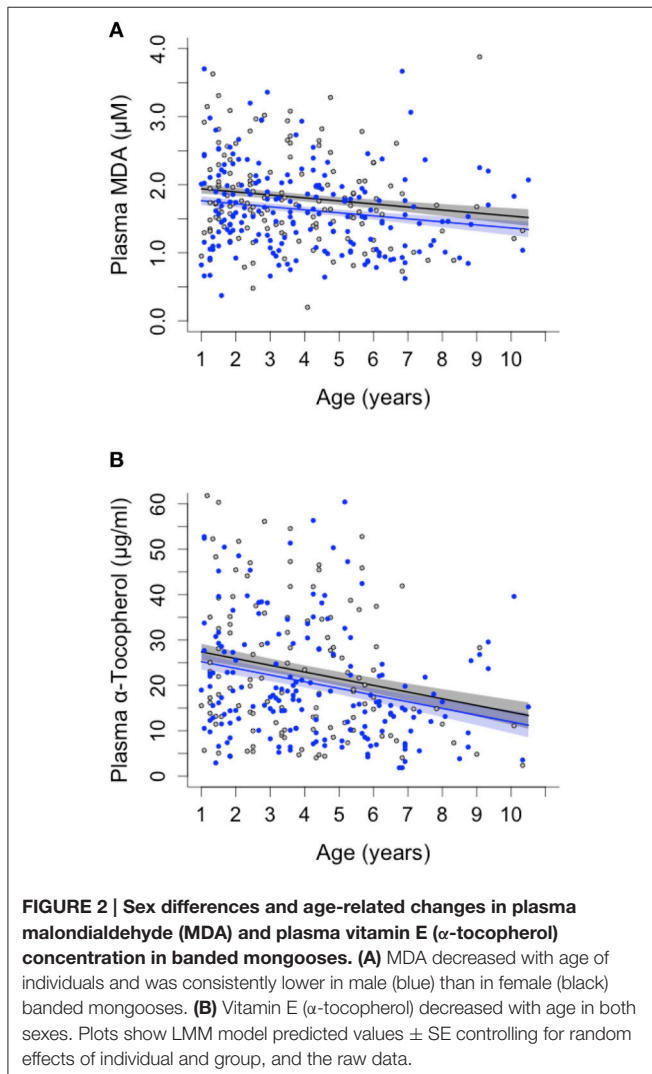 A
4.0
3.0
2.0
1.0
0.0
Plasma MDA (µM)
1 2 3 4 5 6 7 8 9 10
Age (years)
B
60
50
40
30
20
10
0
Plasma α-Tocopherol (µg/ml)
1 2 3 4 5 6 7 8 9 10
Age (years)
FIGURE 2 | Sex differences and age-related changes in plasma
malondialdehyde (MDA) and plasma vitamin E (α-tocopherol)
concentration in banded mongooses. (A) MDA decreased with age of
individuals and was consistently lower in male (blue) than in female (black)
banded mongooses. (B) Vitamin E (α-tocopherol) decreased with age in both
sexes. Plots show LMM model predicted values ± SE controlling for random
effects of individual and group, and the raw data.